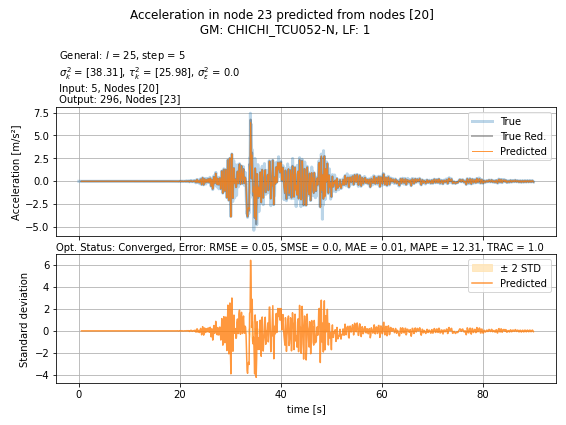 Acceleration in node 23 predicted from nodes [20]
GM: CHICHI_TCU052-N, LF: 1
General: l = 25, step = 5
σ²ₖ = [38.31], τ²ₖ = [25.98], σ²ε = 0.0
Input: 5, Nodes [20]
Output: 296, Nodes [23]
7.5
5.0
2.5
0.0
−2.5
−5.0
Acceleration [m/s²]
True
True Red.
Predicted
Opt. Status: Converged, Error: RMSE = 0.05, SMSE = 0.0, MAE = 0.01, MAPE = 12.31, TRAC = 1.0
6
4
2
0
−2
−4
Standard deviation
± 2 STD
Predicted
0 20 40 60 80
time [s]